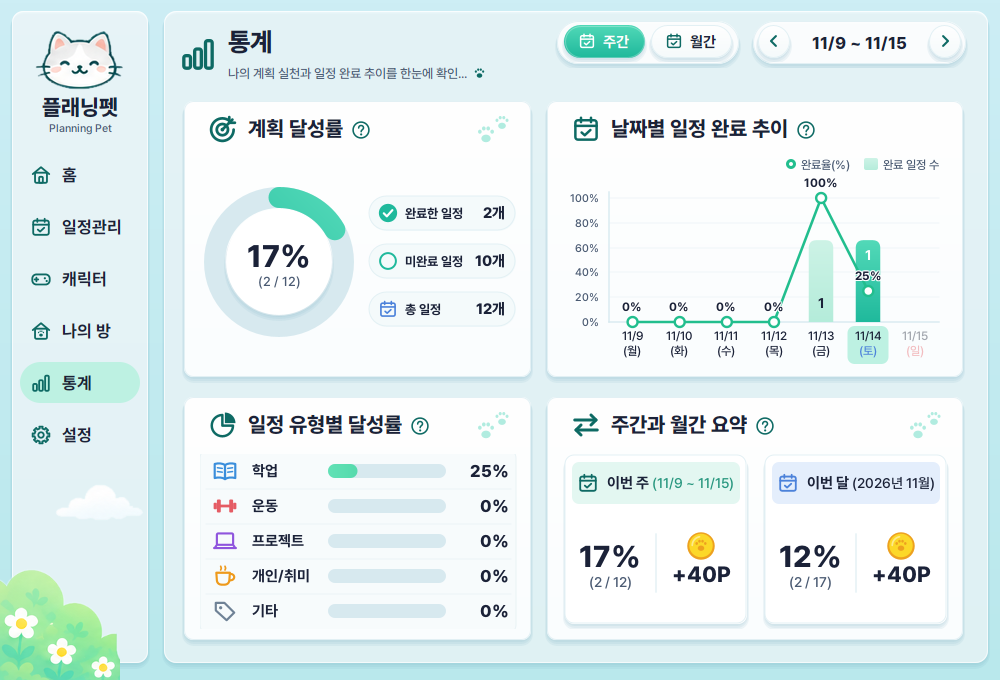 플래닝펫
Planning Pet
홈
일정관리
캐릭터
나의 방
통계
설정
통계
나의 계획 실천과 일정 완료 추이를 한눈에 확인...
주간
월간
11/9 ~ 11/15
계획 달성률
17%
(2 / 12)
완료한 일정 2개
미완료 일정 10개
총 일정 12개
날짜별 일정 완료 추이
완료율(%) 완료 일정 수
100%
80%
60%
40%
20%
0%
0% 0% 0% 0% 100% 25%
1 1
11/9 11/10 11/11 11/12 11/13 11/14 11/15
(월) (화) (수) (목) (금) (토) (일)
일정 유형별 달성률
학업 25%
운동 0%
프로젝트 0%
개인/취미 0%
기타 0%
주간과 월간 요약
이번 주 (11/9 ~ 11/15)
17%
(2 / 12)
+40P
이번 달 (2026년 11월)
12%
(2 / 17)
+40P